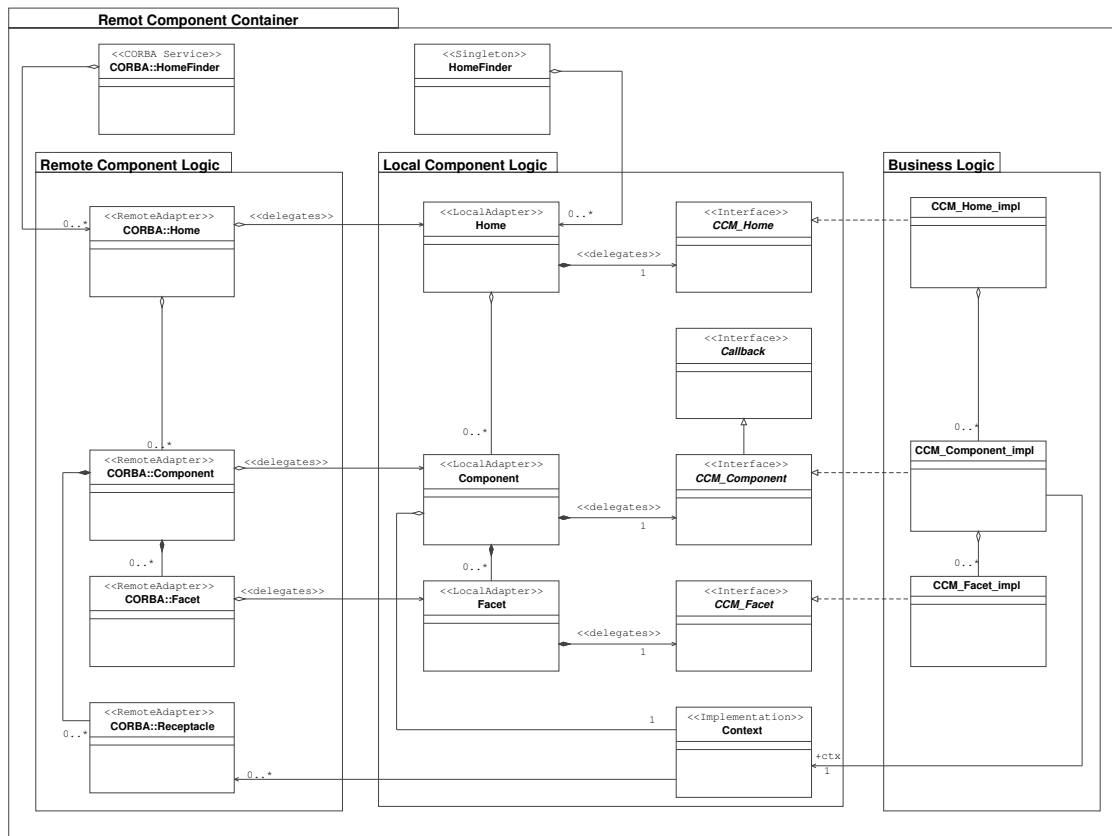 Remot Component Container
<<CORBA Service>>
CORBA::HomeFinder
<<Singleton>>
HomeFinder
Remote Component Logic
Local Component Logic
Business Logic
<<RemoteAdapter>>
CORBA::Home
0..*
<<delegates>>
<<LocalAdapter>>
Home
0..*
<<delegates>>
1
<<Interface>>
CCM_Home
CCM_Home_impl
<<Interface>>
Callback
0..*
0..*
0..*
<<RemoteAdapter>>
CORBA::Component
<<delegates>>
<<LocalAdapter>>
Component
<<delegates>>
1
<<Interface>>
CCM_Component
CCM_Component_impl
0..*
0..*
0..*
<<RemoteAdapter>>
CORBA::Facet
<<delegates>>
<<LocalAdapter>>
Facet
<<delegates>>
1
<<Interface>>
CCM_Facet
CCM_Facet_impl
<<RemoteAdapter>>
CORBA::Receptacle
0..*
1
<<Implementation>>
Context
+ctx
1
0..*